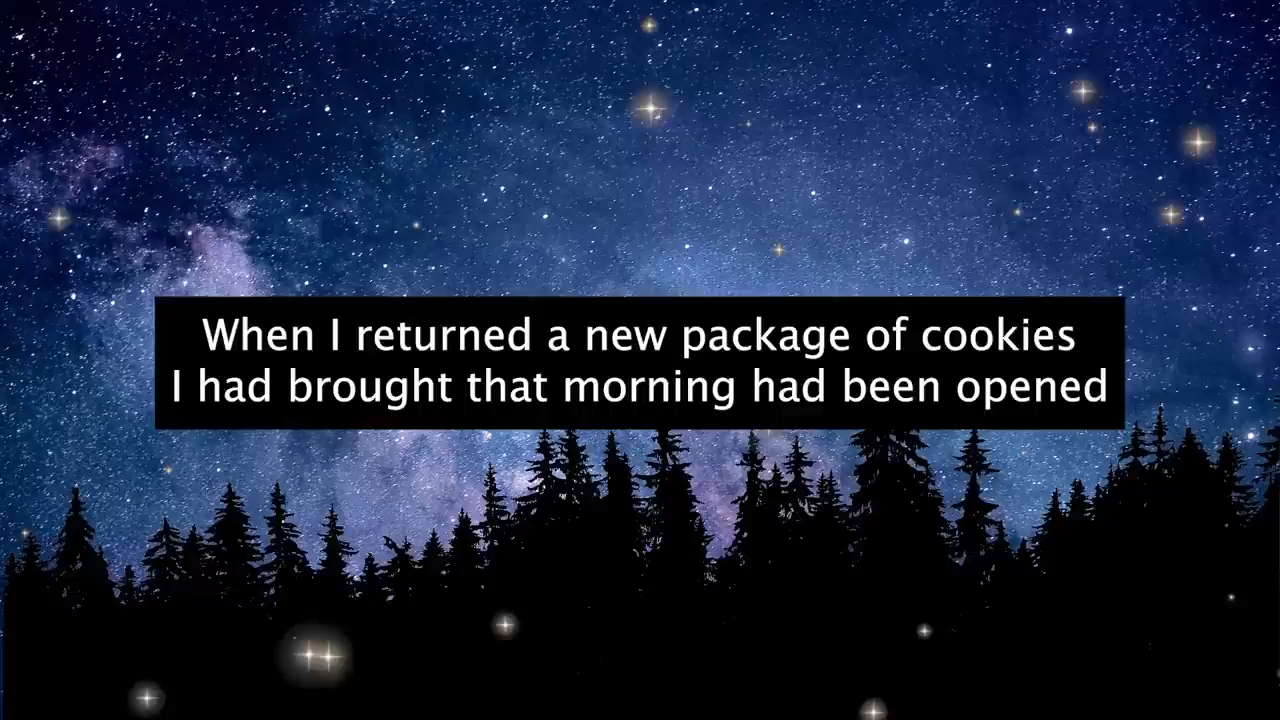 When I returned a new package of cookies
I had brought that morning had been opened